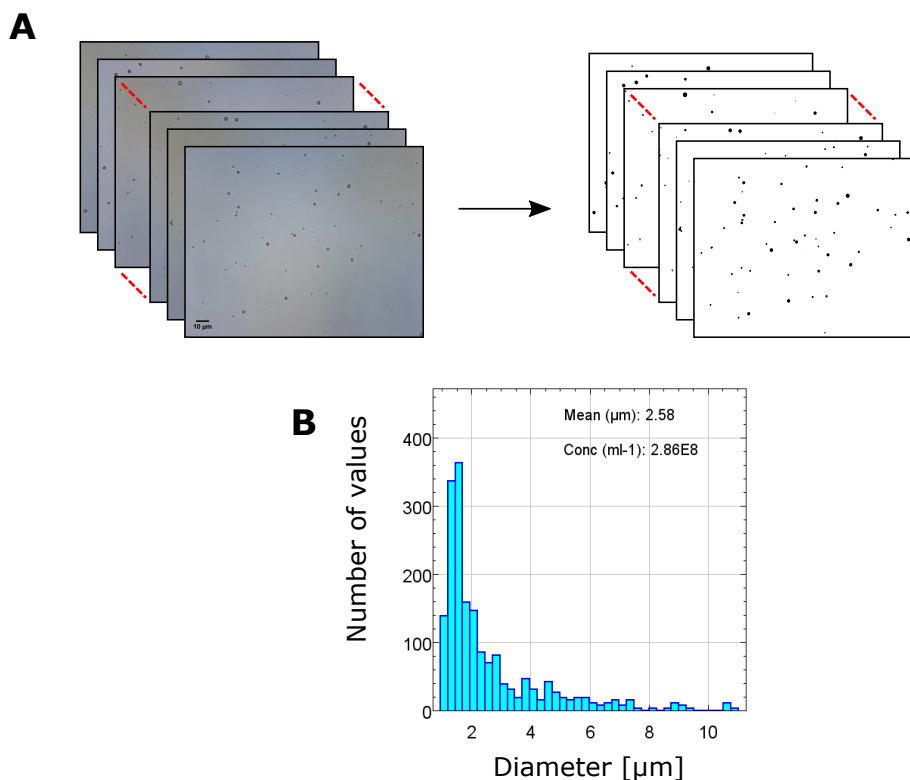 A
10 µm
B
Mean (µm): 2.58
Conc (ml-1): 2.86E8
Number of values
400
300
200
100
0
2 4 6 8 10
Diameter [µm]